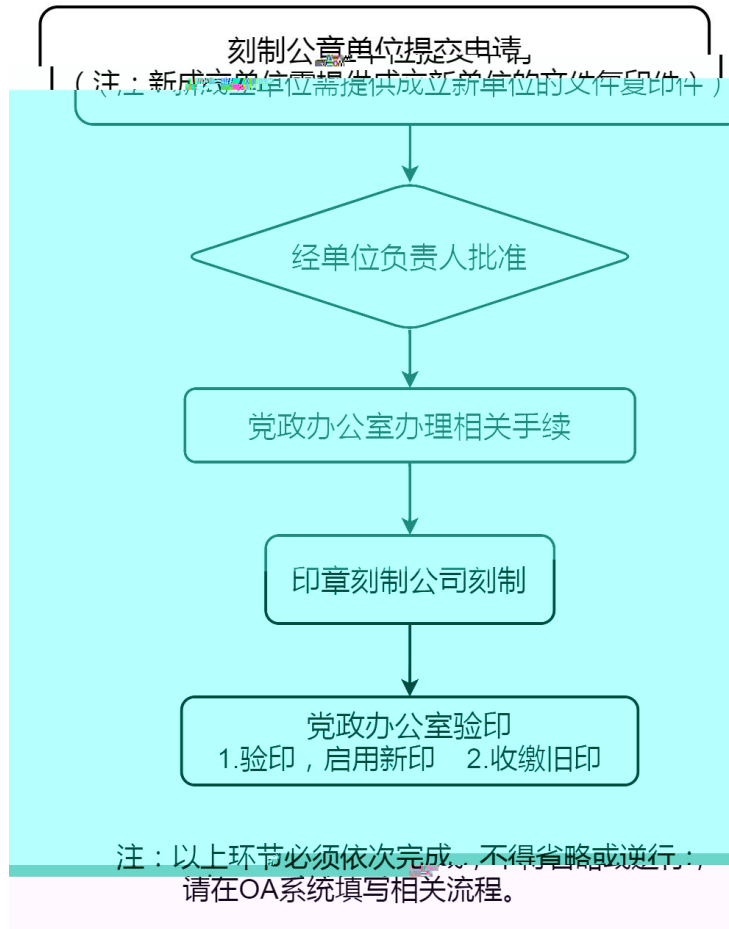 刻制公章单位提交申请。
（注：新成立单位需提供成立新单位的文件复印件）
经单位负责人批准
党政办公室办理相关手续
印章刻制公司刻制
党政办公室验印
1.验印，启用新印 2.收缴旧印
注：以上环节必须依次完成。，不得省略或逆行；
请在OA系统填写相关流程。